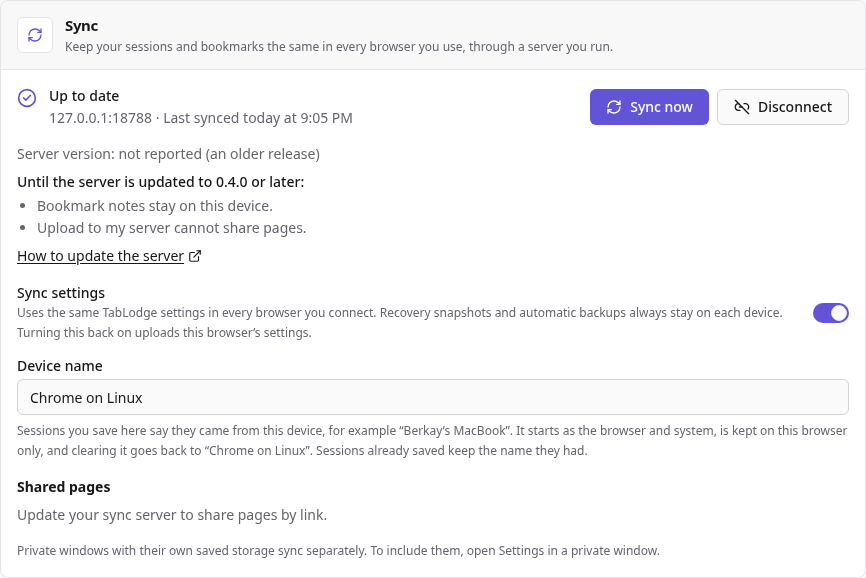 Sync
Keep your sessions and bookmarks the same in every browser you use, through a server you run.
Up to date
127.0.0.1:18788 · Last synced today at 9:05 PM
Sync now
Disconnect
Server version: not reported (an older release)
Until the server is updated to 0.4.0 or later:
• Bookmark notes stay on this device.
• Upload to my server cannot share pages.
How to update the server
Sync settings
Uses the same TabLodge settings in every browser you connect. Recovery snapshots and automatic backups always stay on each device.
Turning this back on uploads this browser’s settings.
Device name
Chrome on Linux
Sessions you save here say they came from this device, for example “Berkay’s MacBook”. It starts as the browser and system, is kept on this browser
only, and clearing it goes back to “Chrome on Linux”. Sessions already saved keep the name they had.
Shared pages
Update your sync server to share pages by link.
Private windows with their own saved storage sync separately. To include them, open Settings in a private window.